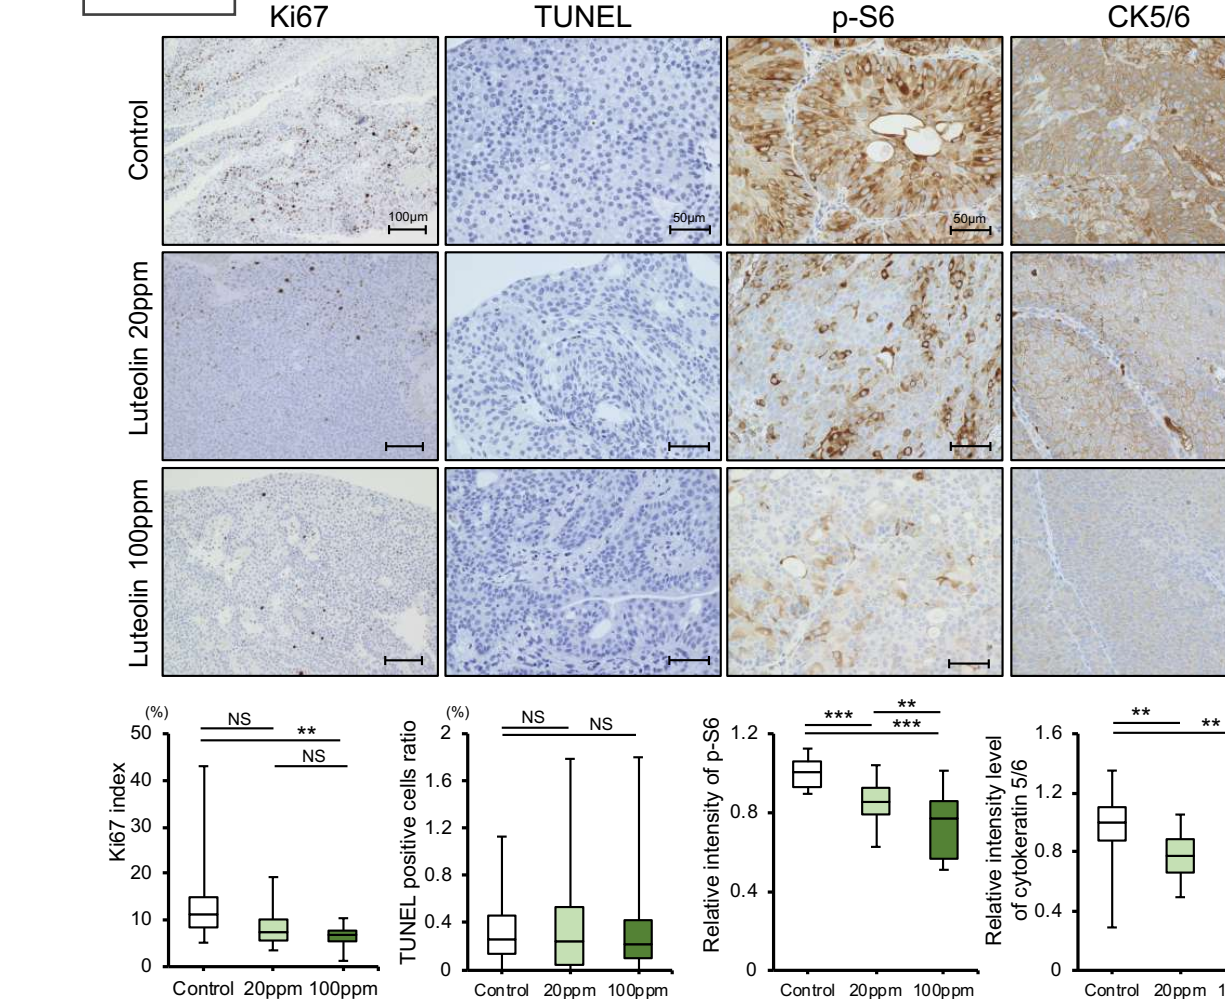 Ki67 TUNEL p-S6 CK5/6
Control
100μm
50μm
50μm
Luteolin 20ppm
Luteolin 100ppm
(%)
NS
**
NS
50
40
30
20
10
0
Ki67 index
Control 20ppm 100ppm
(%)
NS
NS
2
1.6
1.2
0.8
0.4
0
TUNEL positive cells ratio
Control 20ppm 100ppm
**
***
***
1.2
0.8
0.4
0
Relative intensity of p-S6
Control 20ppm 100ppm
**
**
1.6
1.2
0.8
0.4
0
Relative intensity level
of cytokeratin 5/6
Control 20ppm 1